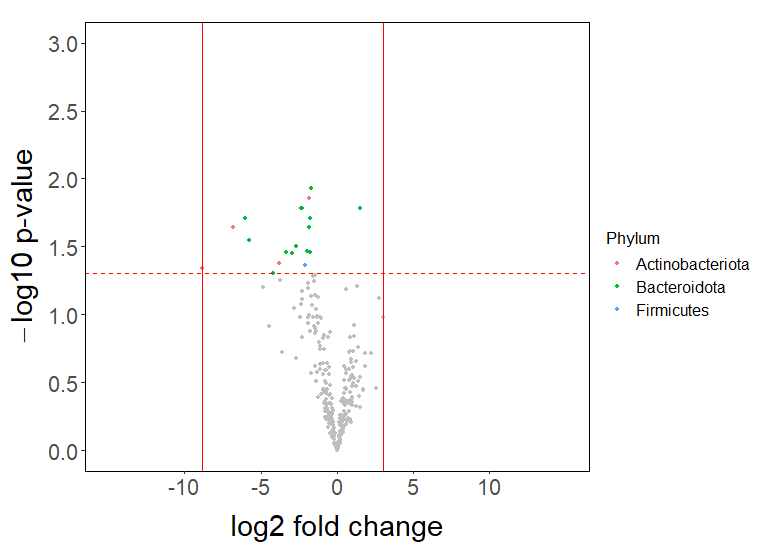 3.0
2.5
2.0
1.5
1.0
0.5
0.0
− log10 p-value
-10
-5
0
5
10
log2 fold change
Phylum
Actinobacteriota
Bacteroidota
Firmicutes